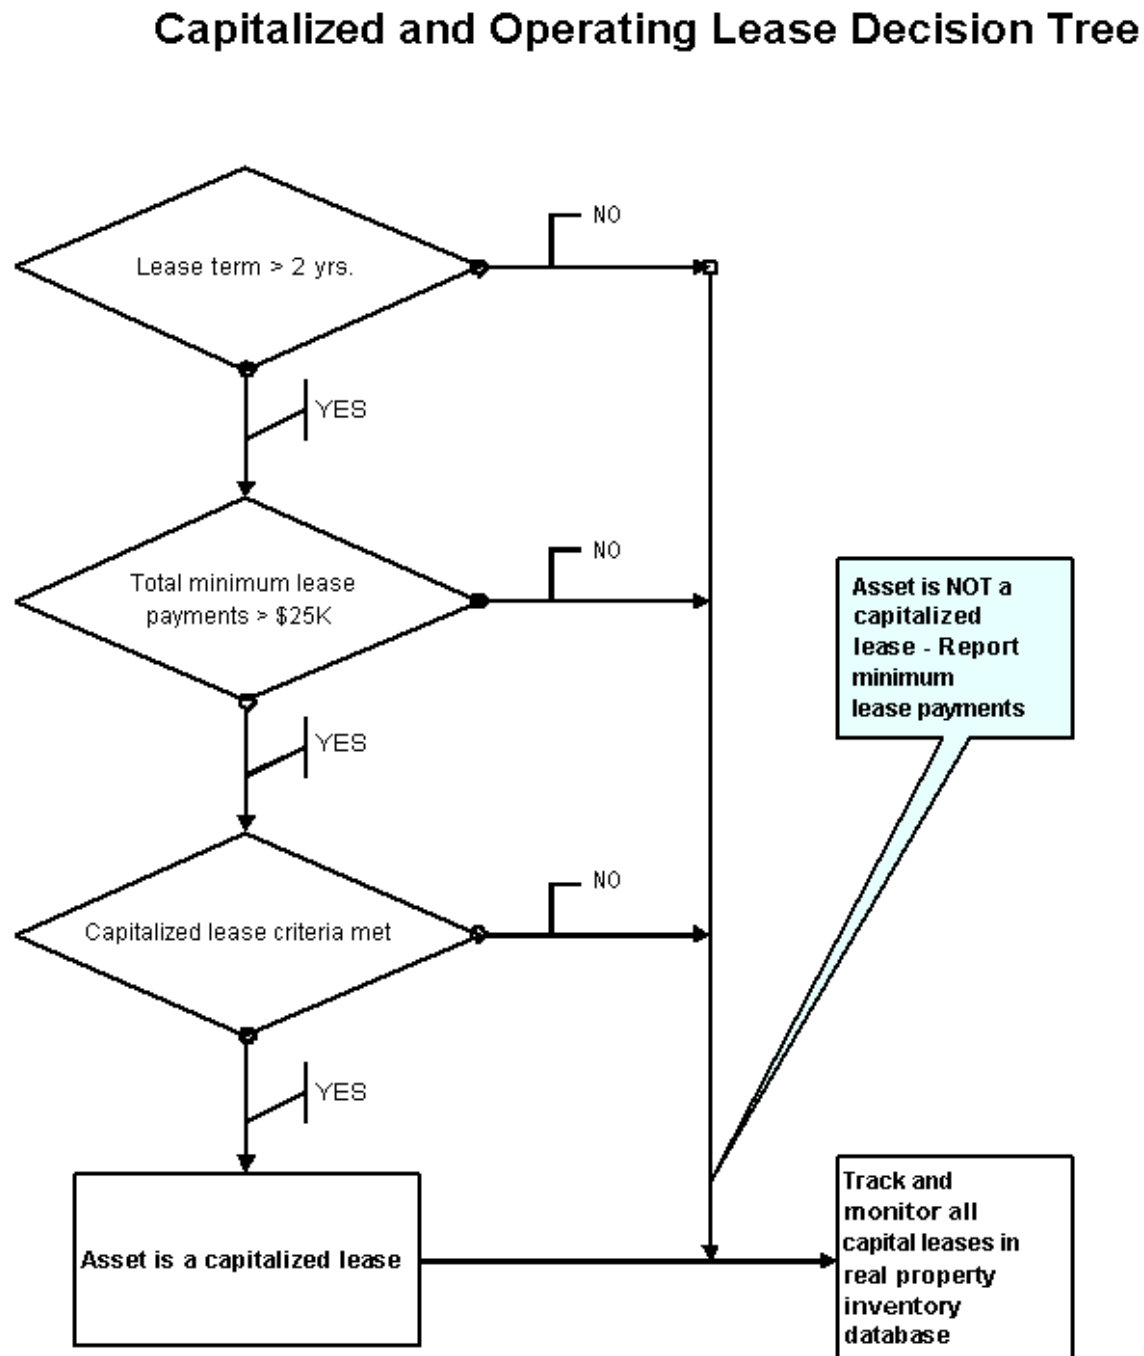 Capitalized and Operating Lease Decision Tree
NO
Lease term > 2 yrs.
YES
NO
Total minimum lease
payments > $25K
YES
Asset is NOT a
capitalized
lease - Report
minimum
lease payments
NO
Capitalized lease criteria met
YES
Asset is a capitalized lease
Track and
monitor all
capital leases in
real property
inventory
database